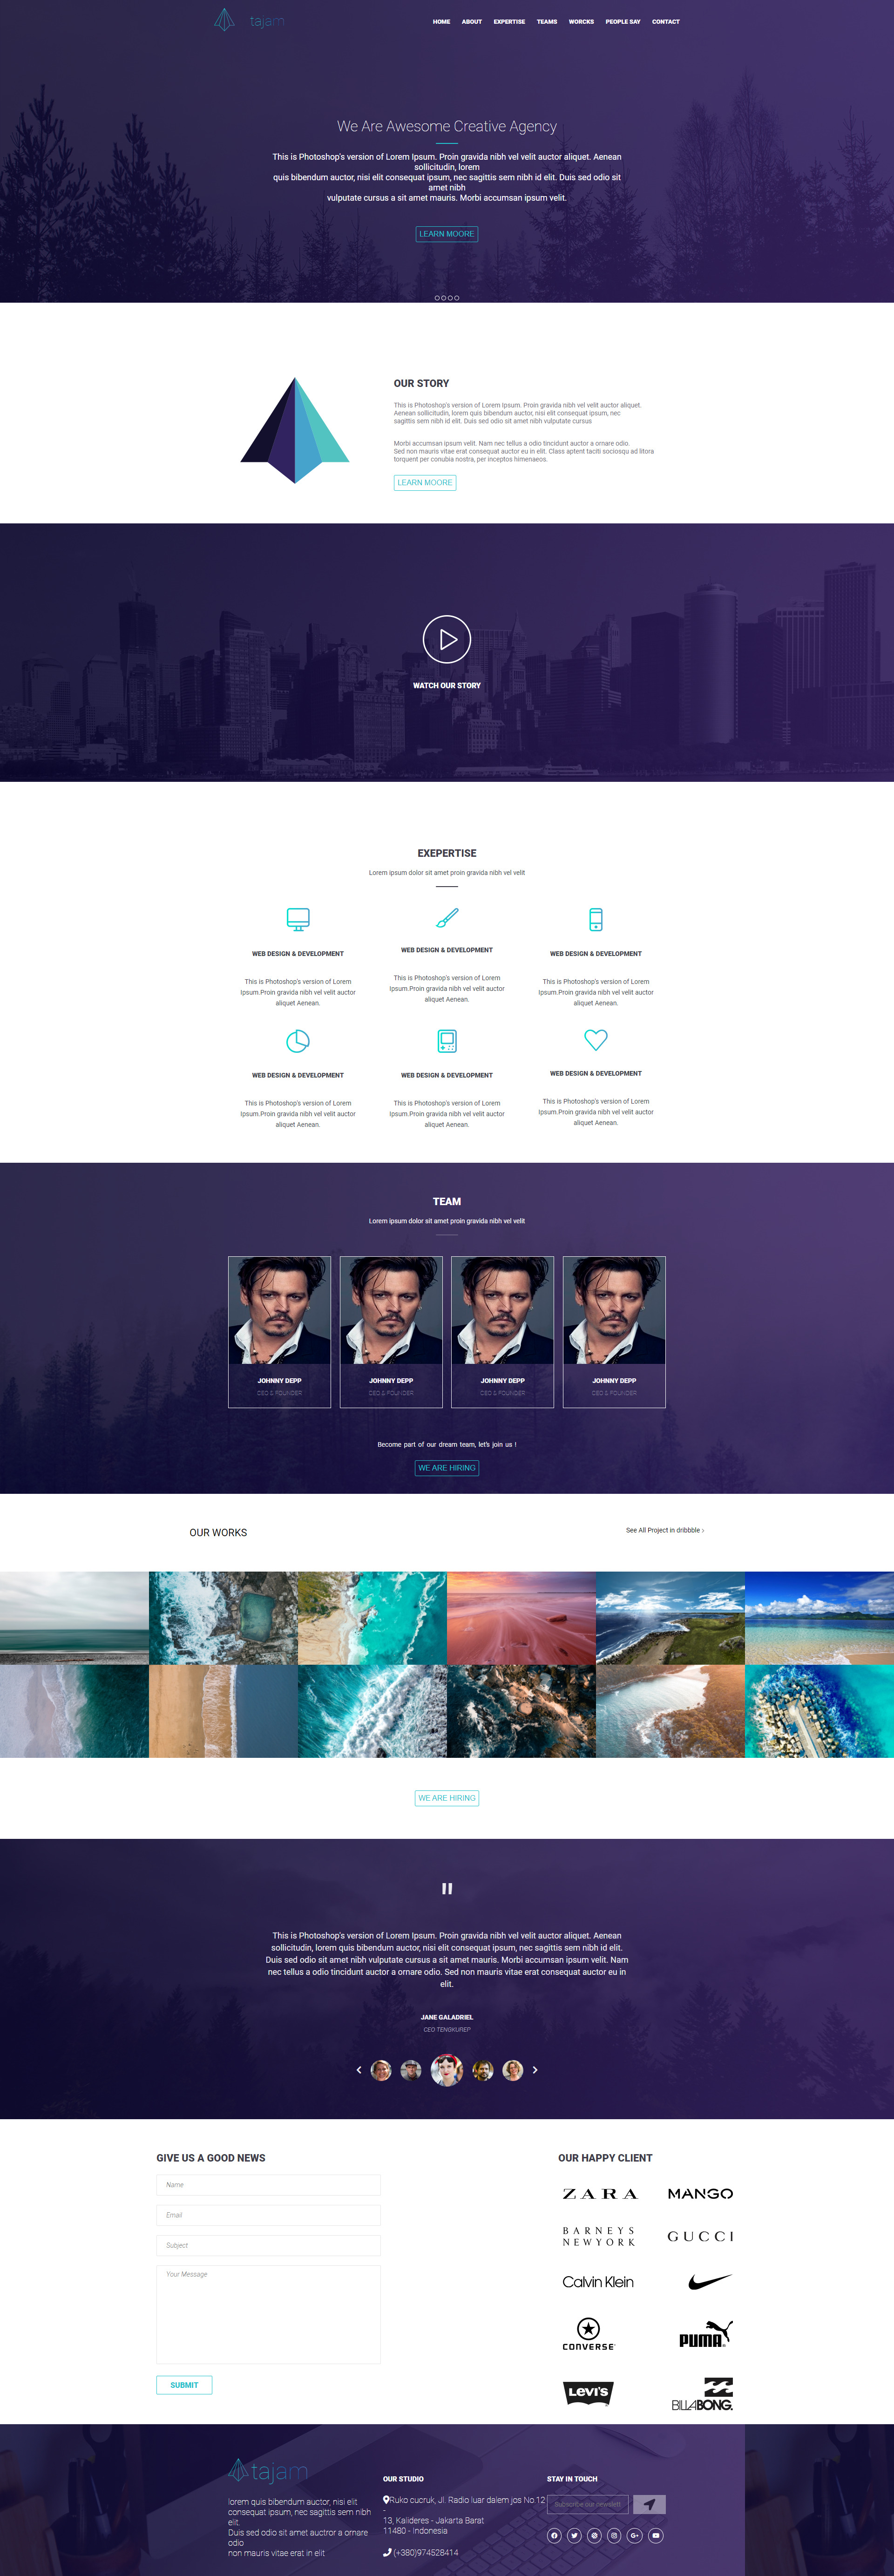 tajam
HOME ABOUT EXPERTISE TEAMS WORCKS PEOPLE SAY CONTACT
We Are Awesome Creative Agency
This is Photoshop's version of Lorem Ipsum. Proin gravida nibh vel velit auctor aliquet. Aenean
sollicitudin, lorem
quis bibendum auctor, nisi elit consequat ipsum, nec sagittis sem nibh id elit. Duis sed odio sit
amet nibh
vulputate cursus a sit amet mauris. Morbi accumsan ipsum velit.
LEARN MOORE
OUR STORY
This is Photoshop's version of Lorem Ipsum. Proin gravida nibh vel velit auctor aliquet.
Aenean sollicitudin, lorem quis bibendum auctor, nisi elit consequat ipsum, nec
sagittis sem nibh id elit. Duis sed odio sit amet nibh vulputate cursus
Morbi accumsan ipsum velit. Nam nec tellus a odio tincidunt auctor a ornare odio.
Sed non mauris vitae erat consequat auctor eu in elit. Class aptent taciti sociosqu ad litora
torquent per conubia nostra, per inceptos himenaeos.
LEARN MOORE
WATCH OUR STORY
EXEPERTISE
Lorem ipsum dolor sit amet proin gravida nibh vel velit
WEB DESIGN & DEVELOPMENT
This is Photoshop's version of Lorem
Ipsum.Proin gravida nibh vel velit auctor
aliquet Aenean.
WEB DESIGN & DEVELOPMENT
This is Photoshop's version of Lorem
Ipsum.Proin gravida nibh vel velit auctor
aliquet Aenean.
WEB DESIGN & DEVELOPMENT
This is Photoshop's version of Lorem
Ipsum.Proin gravida nibh vel velit auctor
aliquet Aenean.
WEB DESIGN & DEVELOPMENT
This is Photoshop's version of Lorem
Ipsum.Proin gravida nibh vel velit auctor
aliquet Aenean.
WEB DESIGN & DEVELOPMENT
This is Photoshop's version of Lorem
Ipsum.Proin gravida nibh vel velit auctor
aliquet Aenean.
WEB DESIGN & DEVELOPMENT
This is Photoshop's version of Lorem
Ipsum.Proin gravida nibh vel velit auctor
aliquet Aenean.
TEAM
Lorem ipsum dolor sit amet proin gravida nibh vel velit
JOHNNY DEPP
CEO & FOUNDER
JOHNNY DEPP
CEO & FOUNDER
JOHNNY DEPP
CEO & FOUNDER
JOHNNY DEPP
CEO & FOUNDER
Become part of our dream team, let's join us !
WE ARE HIRING
OUR WORKS
See All Project in dribbble ›
WE ARE HIRING
"
This is Photoshop's version of Lorem Ipsum. Proin gravida nibh vel velit auctor aliquet. Aenean
sollicitudin, lorem quis bibendum auctor, nisi elit consequat ipsum, nec sagittis sem nibh id elit.
Duis sed odio sit amet nibh vulputate cursus a sit amet mauris. Morbi accumsan ipsum velit. Nam
nec tellus a odio tincidunt auctor a ornare odio. Sed non mauris vitae erat consequat auctor eu in
elit.
JANE GALADRIEL
CEO TENGKUREP
GIVE US A GOOD NEWS
Name
Email
Subject
Your Message
SUBMIT
OUR HAPPY CLIENT
ZARA MANGO
BARNEYS
NEWYORK
GUCCI
Calvin Klein
CONVERSE
PUMA
LEVI'S
BILLABONG
tajam
lorem quis bibendum auctor, nisi elit
consequat ipsum, nec sagittis sem nibh
elit.
Duis sed odio sit amet auctror a ornare
odio
non mauris vitae erat in elit
OUR STUDIO
Ruko cucruk, Jl. Radio luar dalem jos No.12
-
13, Kalideres - Jakarta Barat
11480 - Indonesia
(+380)974528414
STAY IN TOUCH
Subscribe our newslett